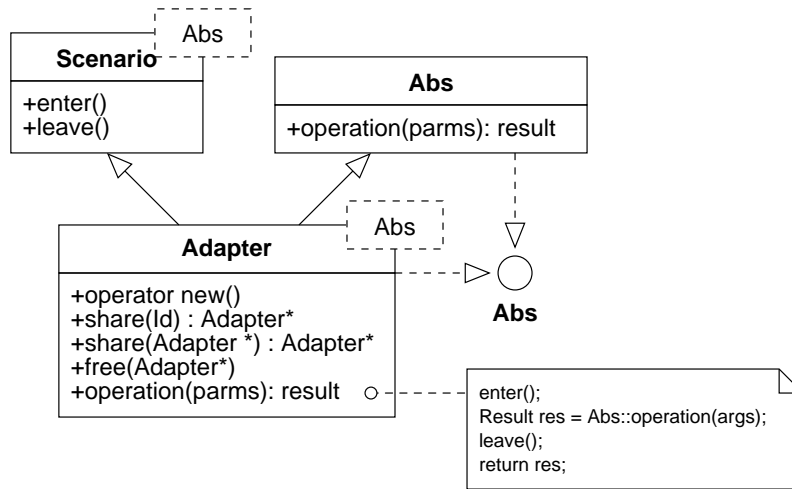 Abs
Scenario
+enter()
+leave()
Abs
+operation(parms): result
Abs
Adapter
+operator new()
+share(Id) : Adapter*
+share(Adapter *) : Adapter*
+free(Adapter*)
+operation(parms): result
Abs
enter();
Result res = Abs::operation(args);
leave();
return res;